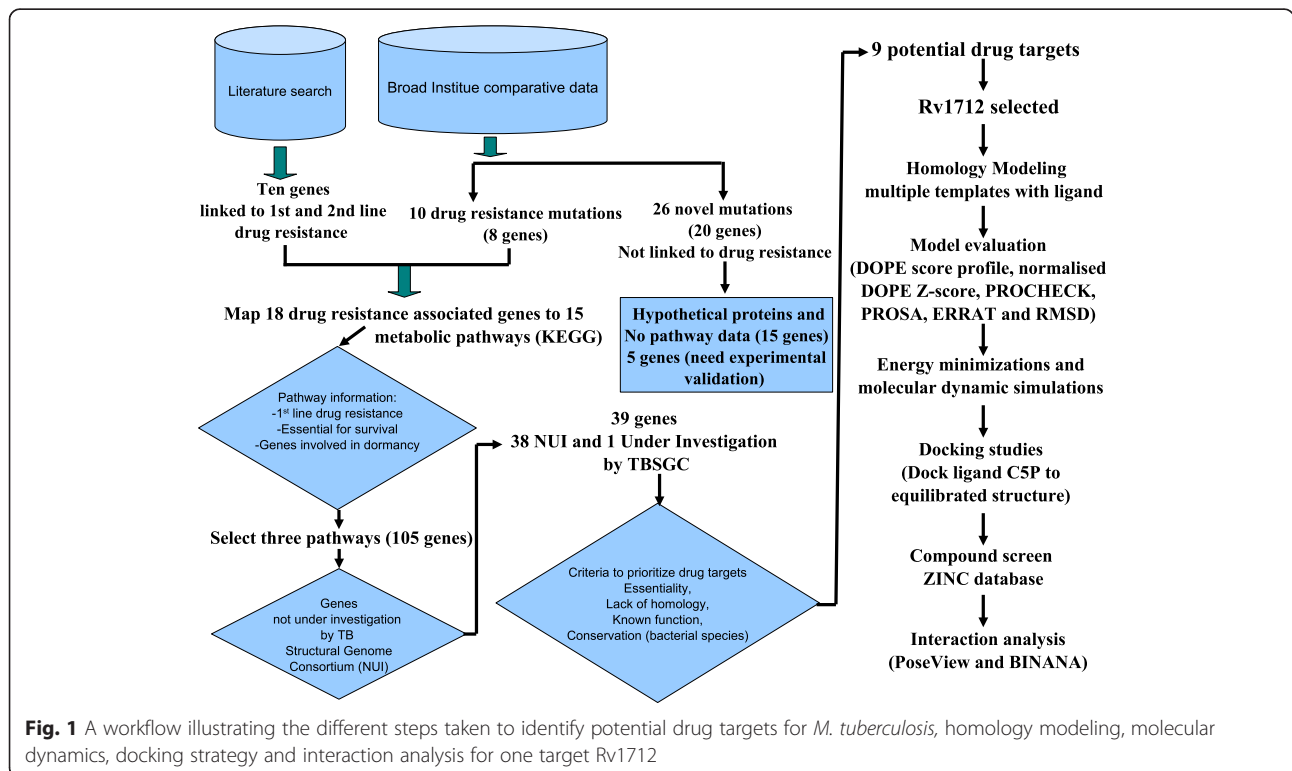 Literature search
Broad Institue comparative data
Ten genes
linked to 1st and 2nd line
drug resistance
10 drug resistance mutations
(8 genes)
26 novel mutations
(20 genes)
Not linked to drug resistance
Map 18 drug resistance associated genes to 15
metabolic pathways (KEGG)
Hypothetical proteins and
No pathway data (15 genes)
5 genes (need experimental
validation)
Pathway information:
-1st line drug resistance
-Essential for survival
-Genes involved in dormancy
Select three pathways (105 genes)
Genes
not under investigation
by TB
Structural Genome
Consortium (NUI)
39 genes
38 NUI and 1 Under Investigation
by TBSGC
Criteria to prioritize drug targets
Essentiality,
Lack of homology,
Known function,
Conservation (bacterial species)
9 potential drug targets
Rv1712 selected
Homology Modeling
multiple templates with ligand
Model evaluation
(DOPE score profile, normalised
DOPE Z-score, PROCHECK,
PROSA, ERRAT and RMSD)
Energy minimizations and
molecular dynamic simulations
Docking studies
(Dock ligand C5P to
equilibrated structure)
Compound screen
ZINC database
Interaction analysis
(PoseView and BINANA)
Fig. 1 A workflow illustrating the different steps taken to identify potential drug targets for M. tuberculosis, homology modeling, molecular
dynamics, docking strategy and interaction analysis for one target Rv1712